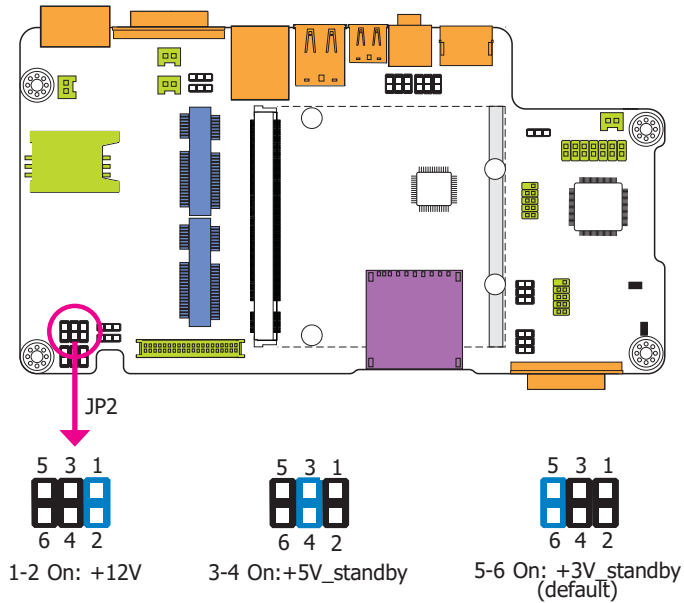 JP2
5 3 1
6 4 2
1-2 On: +12V
5 3 1
6 4 2
3-4 On:+5V_standby
5 3 1
6 4 2
5-6 On: +3V_standby
(default)